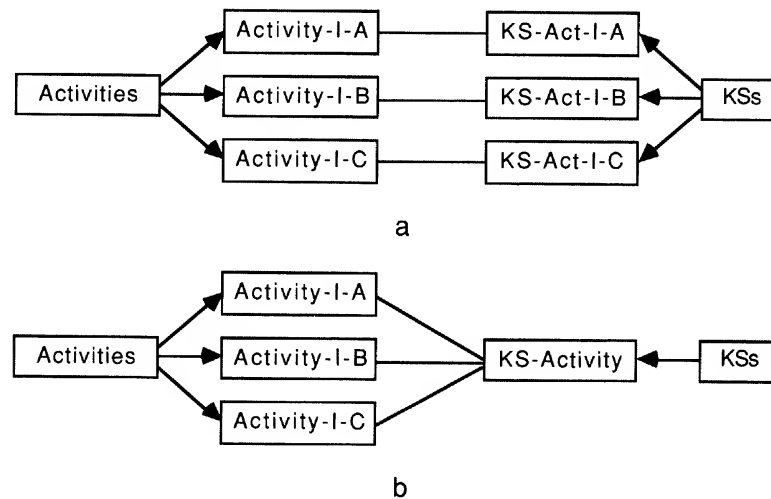 Activity-I-A KS-Act-I-A
Activities Activity-I-B KS-Act-I-B KSs
Activity-I-C KS-Act-I-C
a
Activity-I-A
Activities Activity-I-B KS-Activity KSs
Activity-I-C
b